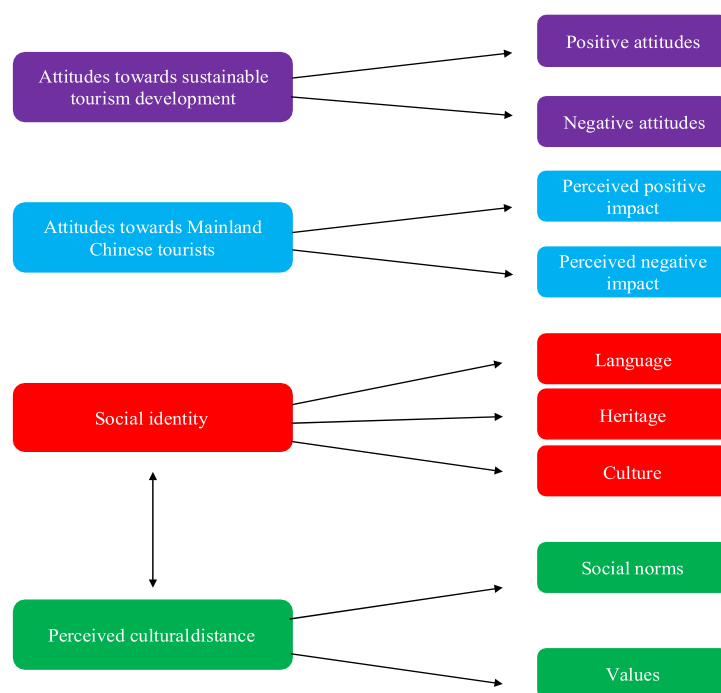 Attitudes towards sustainable
tourism development
Positive attitudes
Negative attitudes
Attitudes towards Mainland
Chinese tourists
Perceived positive
impact
Perceived negative
impact
Social identity
Language
Heritage
Culture
Perceived culturaldistance
Social norms
Values